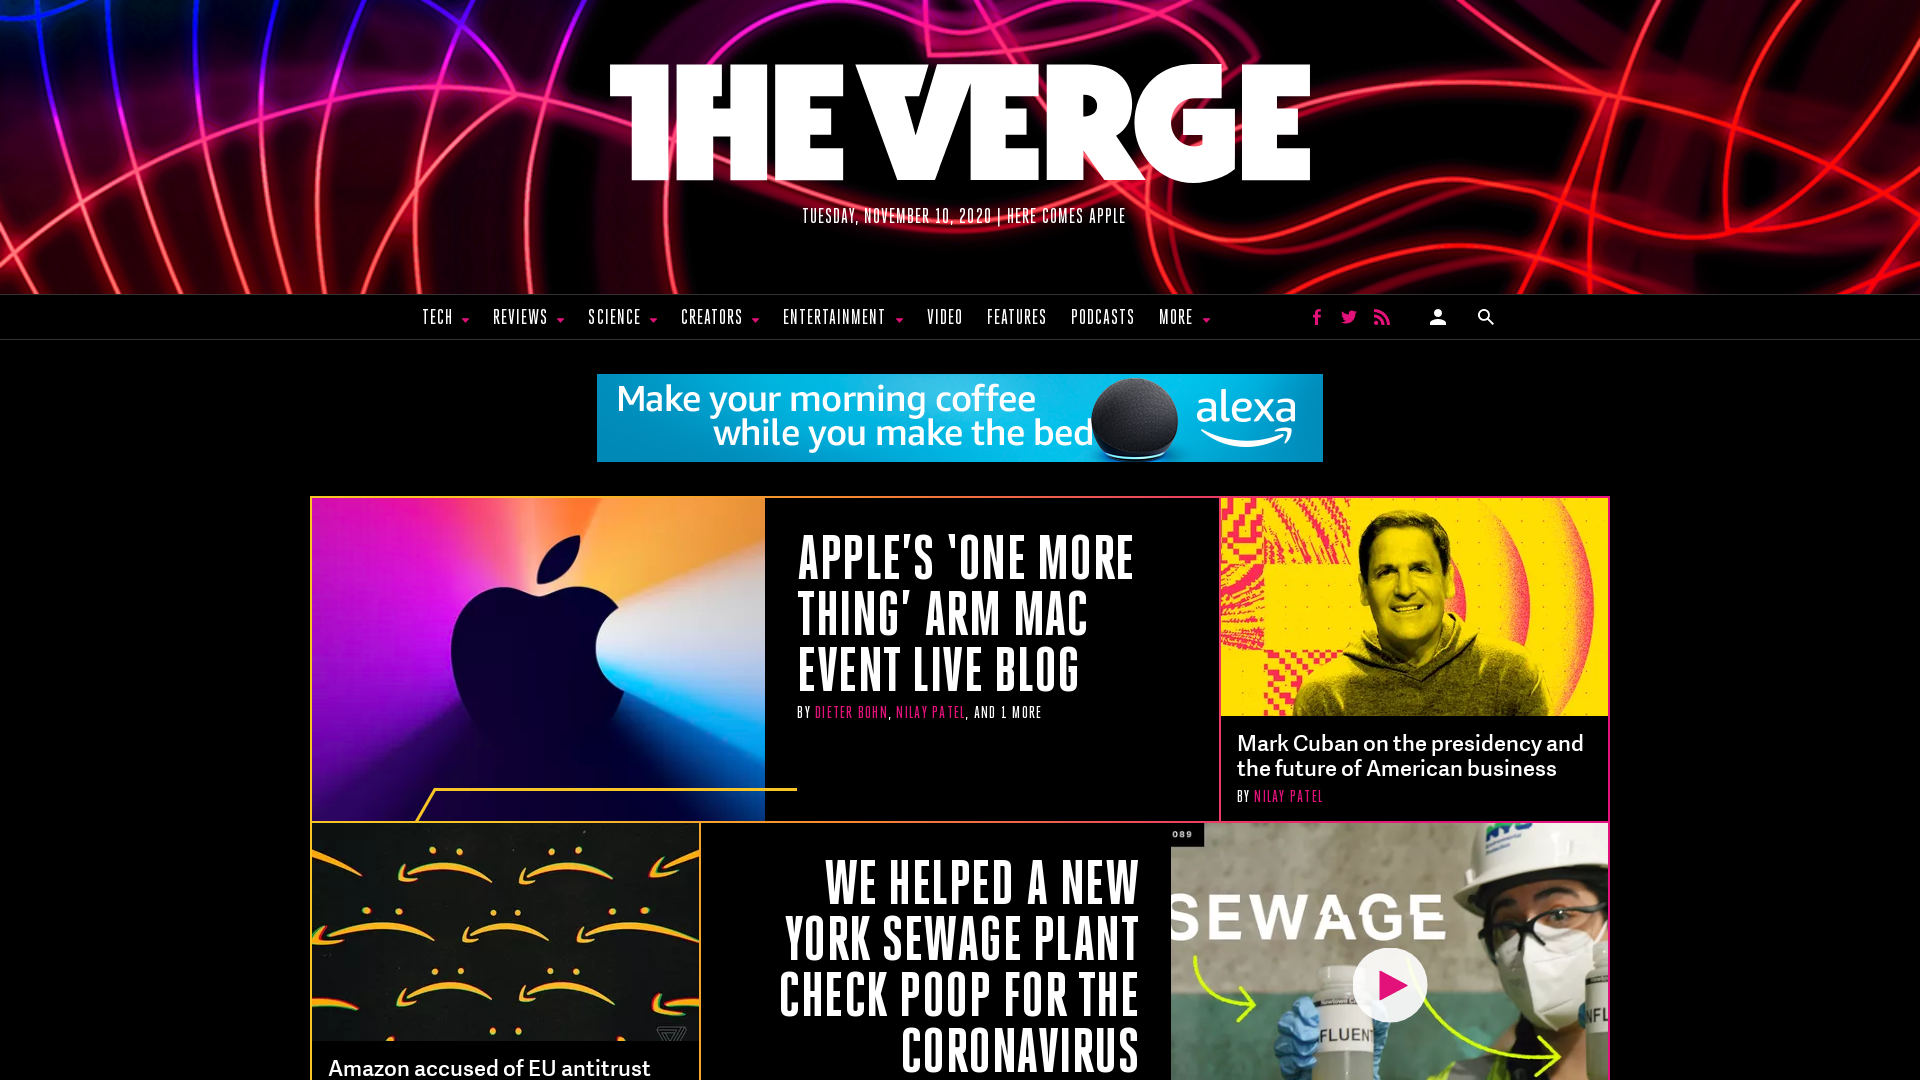 THE VERGE
TUESDAY, NOVEMBER 10, 2020 | HERE COMES APPLE
TECH REVIEWS SCIENCE CREATORS ENTERTAINMENT VIDEO FEATURES PODCASTS MORE
Make your morning coffee
while you make the bed
alexa
APPLE'S 'ONE MORE
THING' ARM MAC
EVENT LIVE BLOG
BY DIETER BOHN, NILAY PATEL, AND 1 MORE
Mark Cuban on the presidency and
the future of American business
BY NILAY PATEL
Amazon accused of EU antitrust
WE HELPED A NEW
YORK SEWAGE PLANT
CHECK POOP FOR THE
CORONAVIRUS
089
SEWAGE